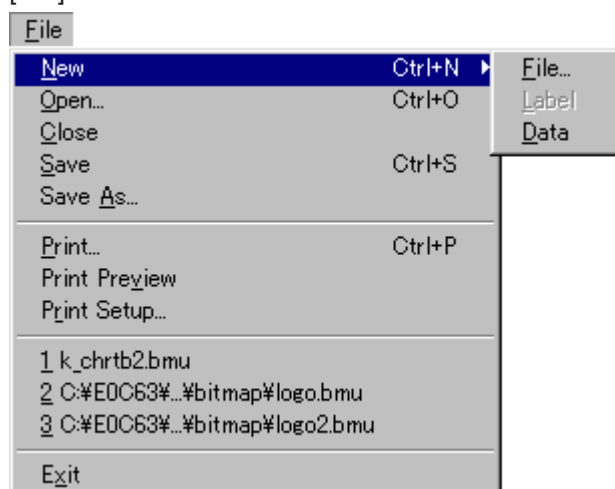 File
New Ctrl+N
File...
Open... Ctrl+O
Label
Close
Data
Save Ctrl+S
Save As...
Print... Ctrl+P
Print Preview
Print Setup...
1 k_chrtb2.bmu
2 C:¥E0C63¥...¥bitmap¥logo.bmu
3 C:¥E0C63¥...¥bitmap¥logo2.bmu
Exit